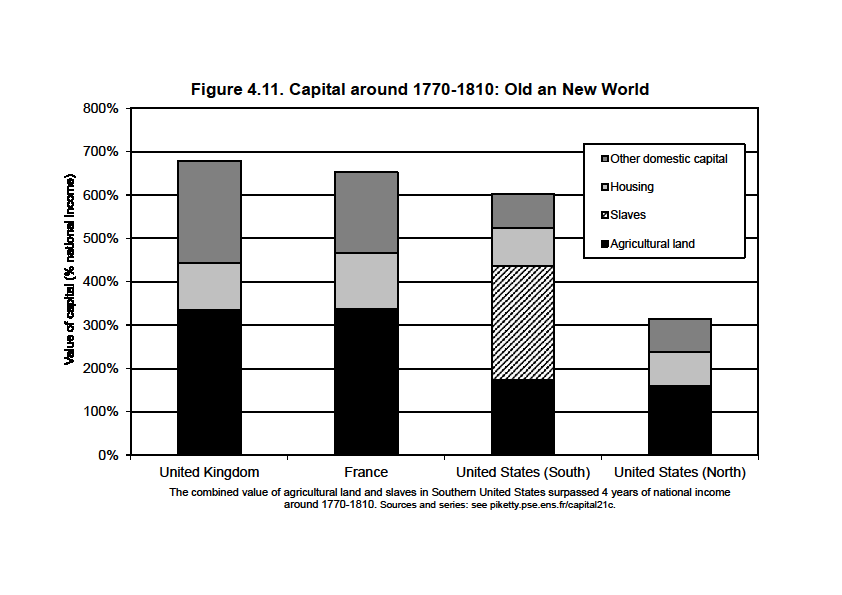 Figure 4.11. Capital around 1770-1810: Old an New World
800%
700%
600%
500%
400%
300%
200%
100%
0%
Value of capital (% national income)
Other domestic capital
Housing
Slaves
Agricultural land
United Kingdom
France
United States (South)
United States (North)
The combined value of agricultural land and slaves in Southern United States surpassed 4 years of national income
around 1770-1810. Sources and series: see piketty.pse.ens.fr/capital21c.